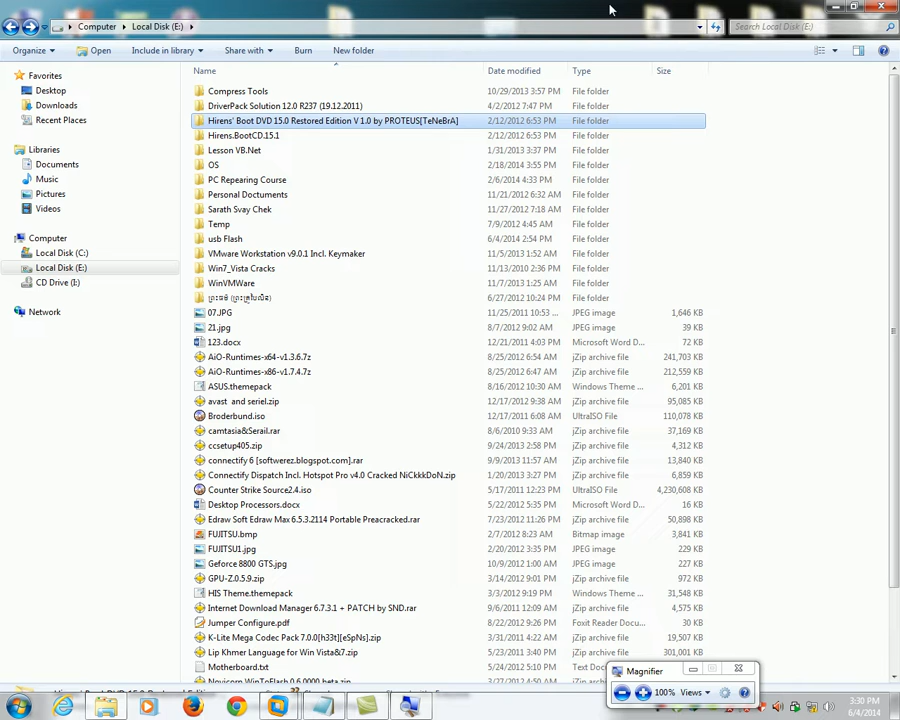 Computer ▸ Local Disk (E:) ▸
Search Local Disk (E:)
Organize Open Include in library Share with Burn New folder
Name Date modified Type Size
Favorites
Desktop
Downloads
Recent Places
Libraries
Documents
Music
Pictures
Videos
Computer
Local Disk (C:)
Local Disk (E:)
CD Drive (I:)
Network
Compress Tools 10/29/2013 3:57 PM File folder
DriverPack Solution 12.0 R237 (19.12.2011) 4/2/2012 7:47 PM File folder
Hirens' Boot DVD 15.0 Restored Edition V 1.0 by PROTEUS[TeNeBrA] 2/12/2012 6:53 PM File folder
Hirens.BootCD.15.1 2/12/2012 6:53 PM File folder
Lesson VB.Net 1/31/2013 3:37 PM File folder
OS 2/18/2014 3:55 PM File folder
PC Repearing Course 2/6/2014 4:33 PM File folder
Personal Doctuments 11/21/2012 6:32 AM File folder
Sarath Svay Chek 11/27/2012 7:18 AM File folder
Temp 7/9/2012 4:45 AM File folder
usb Flash 6/4/2014 2:54 PM File folder
VMware Workstation v9.0.1 Incl. Keymaker 11/5/2013 1:52 AM File folder
Win7_Vista Cracks 11/13/2010 2:36 PM File folder
WinVMWare 11/7/2013 1:25 AM File folder
6/27/2012 10:24 PM File folder
07.JPG 11/25/2011 10:53 ... JPEG image 1,646 KB
21.jpg 8/7/2012 9:02 AM JPEG image 39 KB
123.docx 12/21/2011 4:03 PM Microsoft Word D... 72 KB
AiO-Runtimes-x64-v1.3.6.7z 8/25/2012 6:54 AM jZip archive file 241,703 KB
AiO-Runtimes-x86-v1.7.4.7z 8/25/2012 6:47 AM jZip archive file 212,559 KB
ASUS.themepack 8/16/2012 10:30 AM Windows Theme ... 6,201 KB
avast and seriel.zip 12/17/2012 9:38 AM jZip archive file 95,085 KB
Broderbund.iso 12/17/2011 6:08 AM UltraISO File 110,078 KB
camtasia&Serail.rar 8/6/2010 9:33 AM jZip archive file 37,169 KB
ccsetup405.zip 9/24/2013 2:58 PM jZip archive file 4,312 KB
connectify 6 [softwerez.blogspot.com].rar 9/9/2013 11:57 AM jZip archive file 13,840 KB
Connectify Dispatch Incl. Hotspot Pro v4.0 Cracked NiCkkkDoN.zip 1/20/2013 3:27 PM jZip archive file 6,859 KB
Counter Strike Source2.4.iso 5/17/2011 12:23 PM UltraISO File 4,230,608 KB
Desktop Processors.docx 5/22/2012 5:35 PM Microsoft Word D... 16 KB
Edraw Soft Edraw Max 6.5.3.2114 Portable Preacracked.rar 7/23/2012 11:26 PM jZip archive file 50,898 KB
FUJITSU.bmp 2/7/2012 8:23 AM Bitmap image 3,841 KB
FUJITSU1.jpg 2/20/2012 3:35 PM JPEG image 229 KB
Geforce 8800 GTS.jpg 10/9/2012 1:00 AM JPEG image 227 KB
GPU-Z.0.5.9.zip 3/14/2012 9:01 PM jZip archive file 972 KB
HIS Theme.themepack 3/3/2012 9:19 PM Windows Theme ... 31,548 KB
Internet Download Manager 6.7.3.1 + PATCH by SND.rar 9/6/2011 12:09 AM jZip archive file 4,575 KB
Jumper Configure.pdf 8/22/2012 9:26 PM Foxit Reader Docu...
K-Lite Mega Codec Pack 7.0.0[h33t][eSpNs].zip 3/31/2011 4:22 AM jZip archive file 19,507 KB
Lip Khmer Language for Win Vista&7.zip 5/22/2012 8:35 PM jZip archive file 301,001 KB
Motherboard.txt 10/18/2012 5:24 PM Text Do
Magnifier
100% Views
3:30 PM
6/4/2014